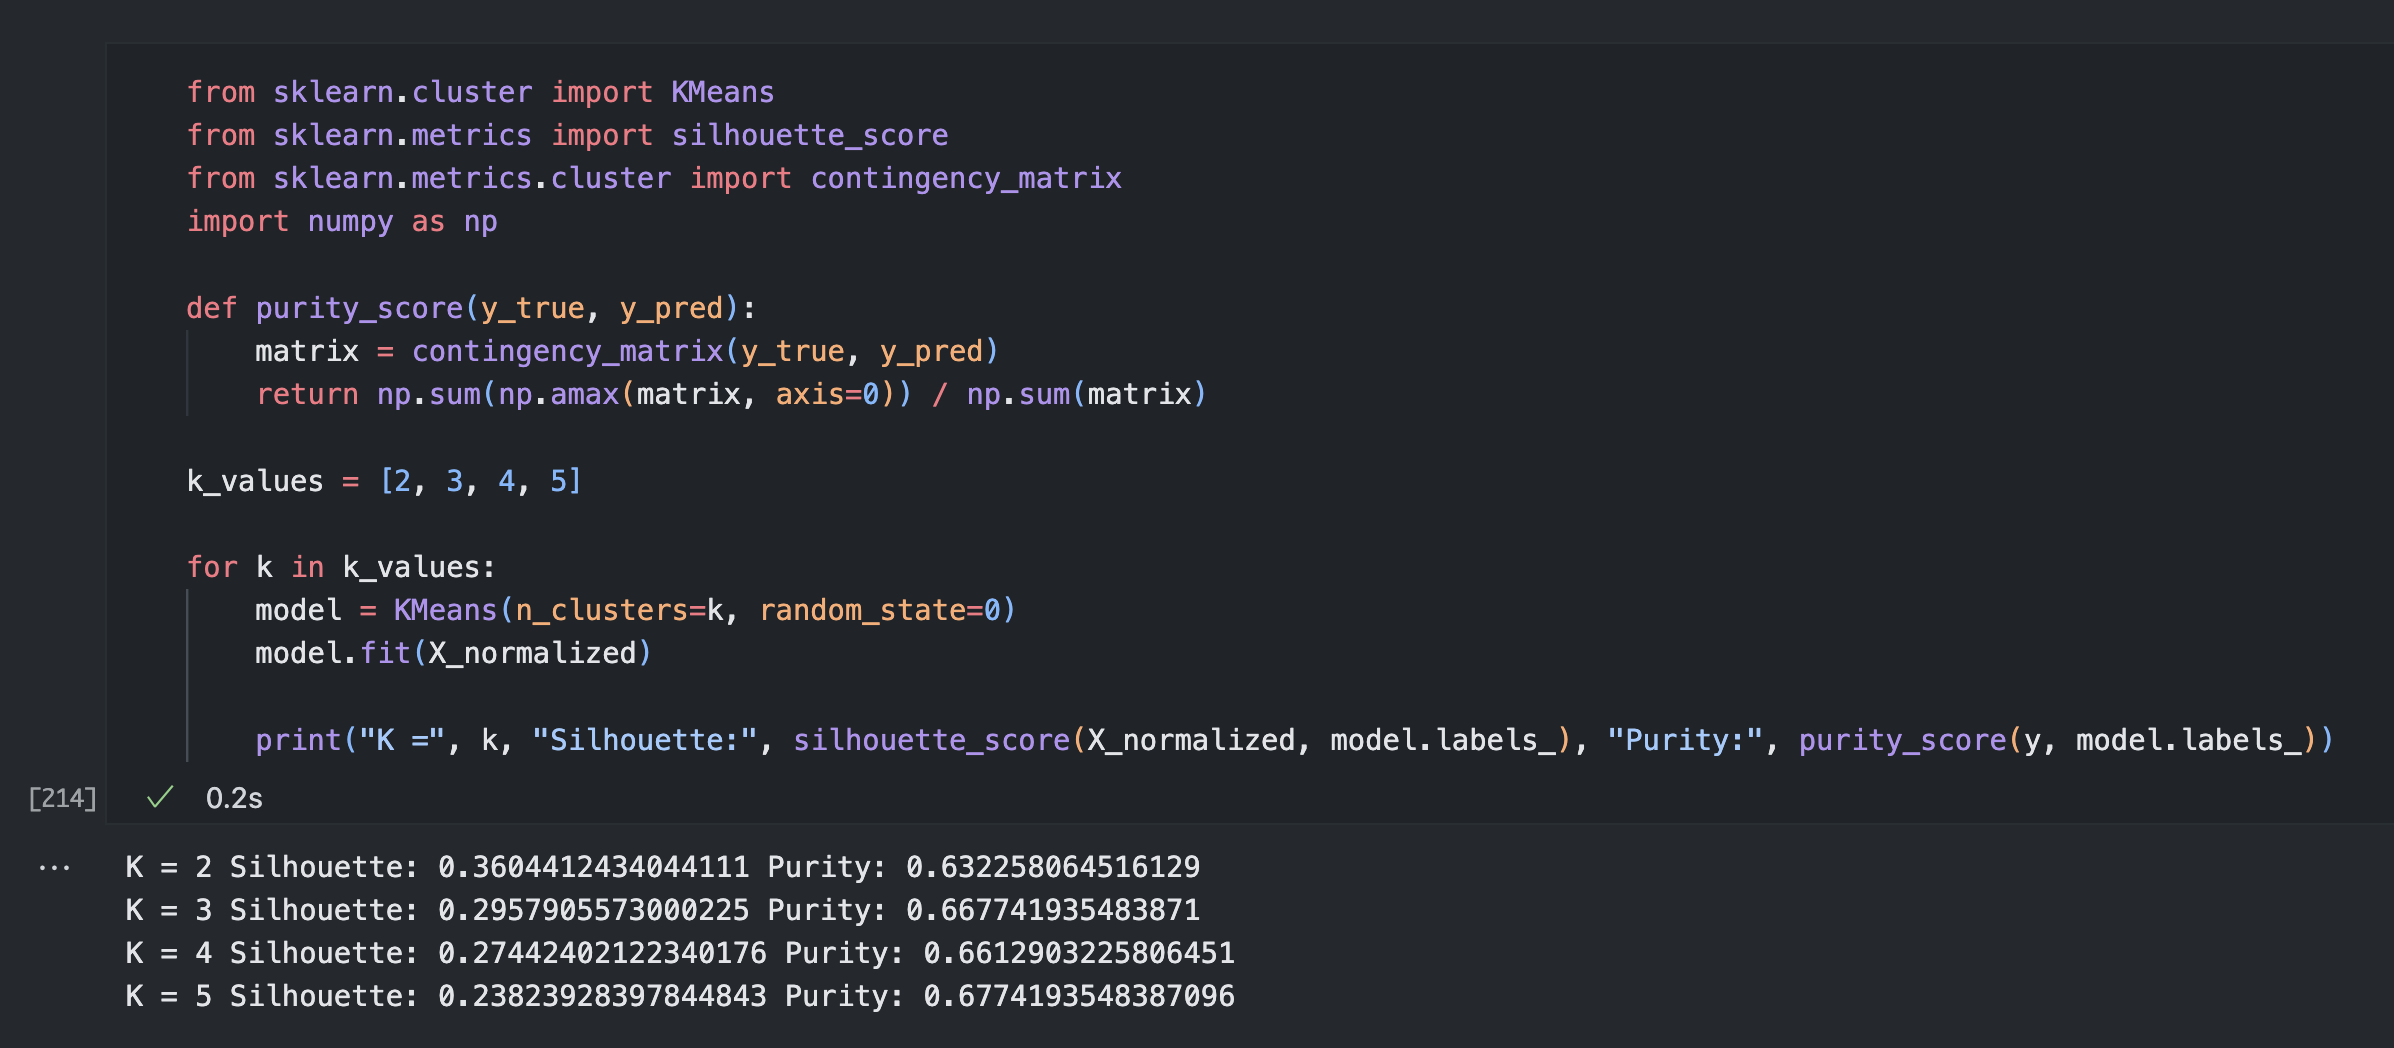 from sklearn.cluster import KMeans
from sklearn.metrics import silhouette_score
from sklearn.metrics.cluster import contingency_matrix
import numpy as np
def purity_score(y_true, y_pred):
    matrix = contingency_matrix(y_true, y_pred)
    return np.sum(np.amax(matrix, axis=0)) / np.sum(matrix)
k_values = [2, 3, 4, 5]
for k in k_values:
    model = KMeans(n_clusters=k, random_state=0)
    model.fit(X_normalized)
    print("K =", k, "Silhouette:", silhouette_score(X_normalized, model.labels_), "Purity:", purity_score(y, model.labels_))
[214] ✓ 0.2s
··· K = 2 Silhouette: 0.3604412434044111 Purity: 0.632258064516129
K = 3 Silhouette: 0.2957905573000225 Purity: 0.667741935483871
K = 4 Silhouette: 0.27442402122340176 Purity: 0.6612903225806451
K = 5 Silhouette: 0.23823928397844843 Purity: 0.6774193548387096